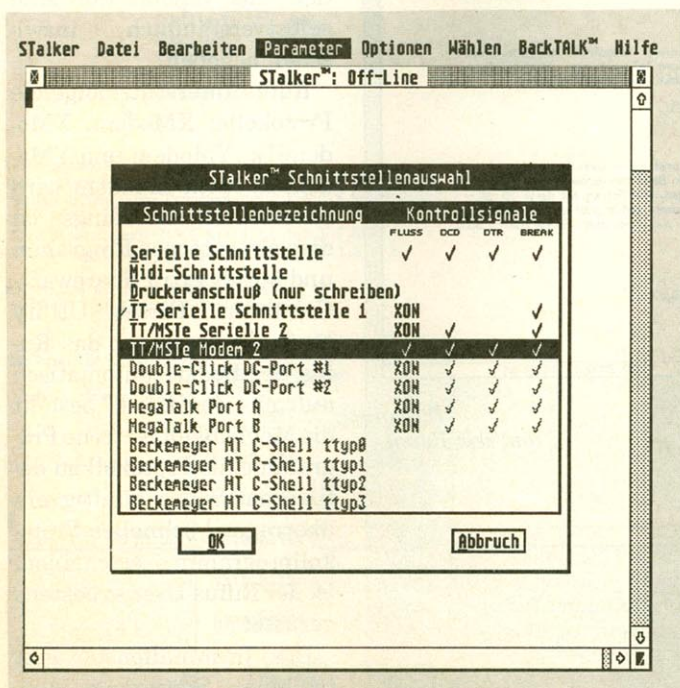 STalker Datei Bearbeiten Parameter Optionen Wählen BackTALK™ Hilfe
STalker™: Off-Line
STalker™ Schnittstellenauswahl
Schnittstellenbezeichnung Kontrollsignale
FLUSS DCD DTR BREAK
Serielle Schnittstelle ✓ ✓ ✓ ✓
Midi-Schnittstelle
Druckeranschluß (nur schreiben)
✓TT Serielle Schnittstelle 1 XON ✓
TT/MSTe Serielle 2 XON ✓ ✓
TT/MSTe Modem 2 ✓ ✓ ✓ ✓
Double-Click DC-Port #1 XON ✓ ✓ ✓
Double-Click DC-Port #2 XON ✓ ✓ ✓
MegaTalk Port A XON ✓ ✓ ✓
MegaTalk Port B XON ✓ ✓ ✓
Beckemeyer MT C-Shell ttyp0
Beckemeyer MT C-Shell ttyp1
Beckemeyer MT C-Shell ttyp2
Beckemeyer MT C-Shell ttyp3
OK Abbruch